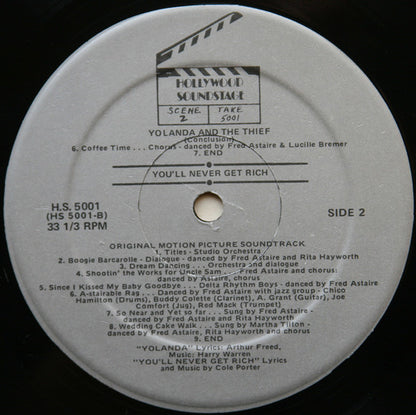 HOLLYWOOD
SOUNDSTAGE
SCENE TAKE
2 5001
YOLANDA AND THE THIEF
(Conclusion)
6. Coffee Time . . . Chorus - danced by Fred Astaire & Lucille Bremer
7. END
YOU'LL NEVER GET RICH
H.S. 5001
(HS 5001-B)
33 1/3 RPM
SIDE 2
ORIGINAL MOTION PICTURE SOUNDTRACK
1. Titles - Studio Orchestra
2. Boogie Barcarolle - Dialogue - danced by Fred Astaire and Rita Hayworth
3. Dream Dancing . . . Orchestra and dialogue
4. Shootin' the Works for Uncle Sam . . . Fred Astaire and chorus:
danced by Astaire, chorus
5. Since I Kissed My Baby Goodbye . . . Delta Rhythm Boys - danced by Fred Astaire
6. A-stairable Rag . . . Danced by Fred Astaire with jazz group - Chico
Hamilton (Drums), Buddy Colette (Clarinet), A. Grant (Guitar), Joe
Comfort (Jug), Red Mack (Trumpet)
7. So Near and Yet so far . . . Sung by Fred Astaire -
danced by Fred Astaire and Rita Hayworth
8. Wedding Cake Walk . . . Sung by Martha Tilton -
danced by Fred Astaire, Rita Hayworth and chorus
9. END
"YOLANDA" Lyrics: Arthur Freed,
Music: Harry Warren
"YOU'LL NEVER GET RICH" Lyrics
and Music by Cole Porter